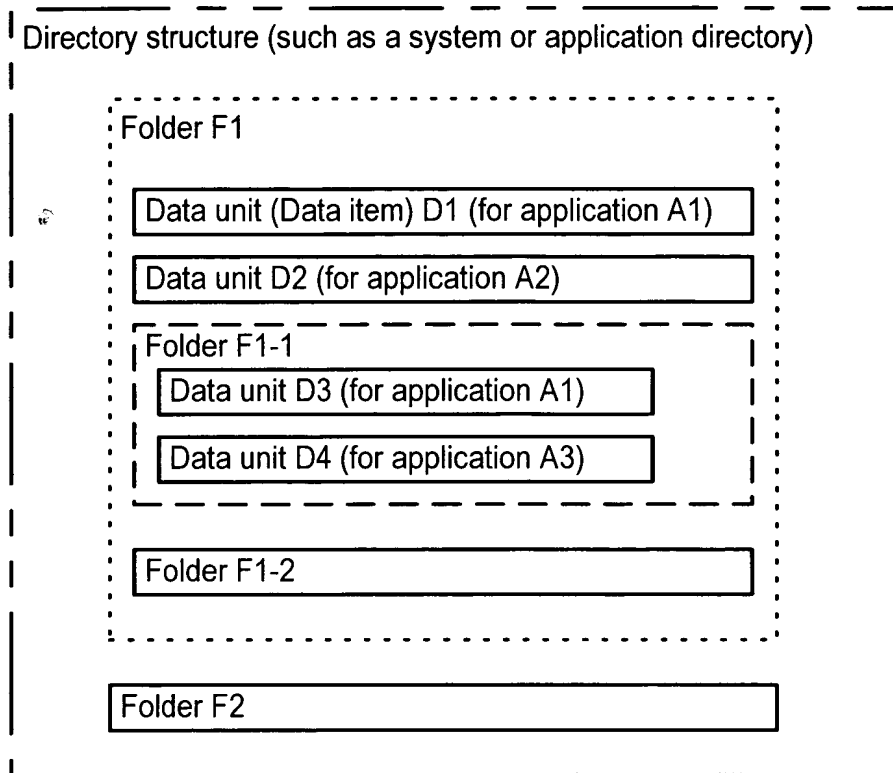 Directory structure (such as a system or application directory)
Folder F1
Data unit (Data item) D1 (for application A1)
Data unit D2 (for application A2)
Folder F1-1
Data unit D3 (for application A1)
Data unit D4 (for application A3)
Folder F1-2
Folder F2